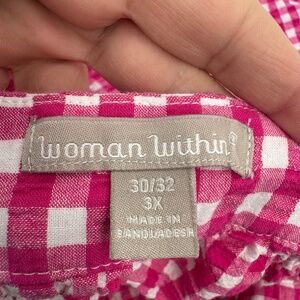 woman within®
30/32
3X
MADE IN
BANGLADESH